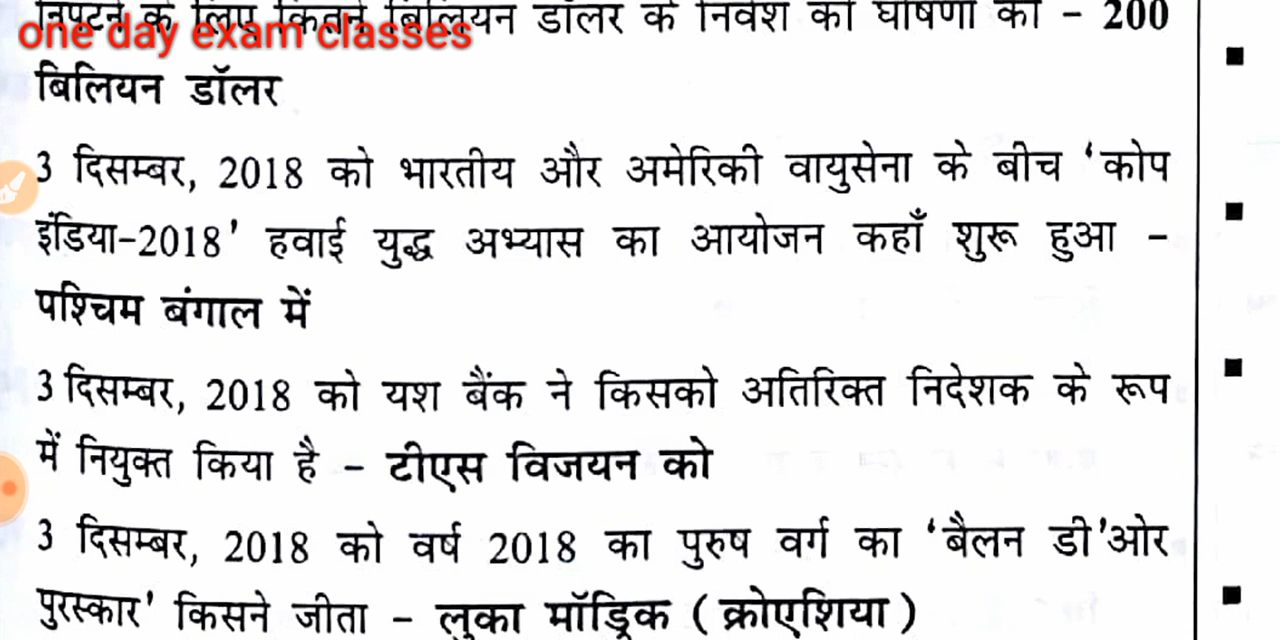 निपटने के लिए कितने बिलियन डॉलर के निवेश की घोषणा की - 200
one day exam classes
बिलियन डॉलर
3 दिसम्बर, 2018 को भारतीय और अमेरिकी वायुसेना के बीच ‘कोप
इंडिया-2018’ हवाई युद्ध अभ्यास का आयोजन कहाँ शुरू हुआ -
पश्चिम बंगाल में
3 दिसम्बर, 2018 को यश बैंक ने किसको अतिरिक्त निदेशक के रूप
में नियुक्त किया है - टीएस विजयन को
3 दिसम्बर, 2018 को वर्ष 2018 का पुरुष वर्ग का ‘बैलन डी’ओर
पुरस्कार’ किसने जीता - लुका मॉड्रिक (क्रोएशिया)